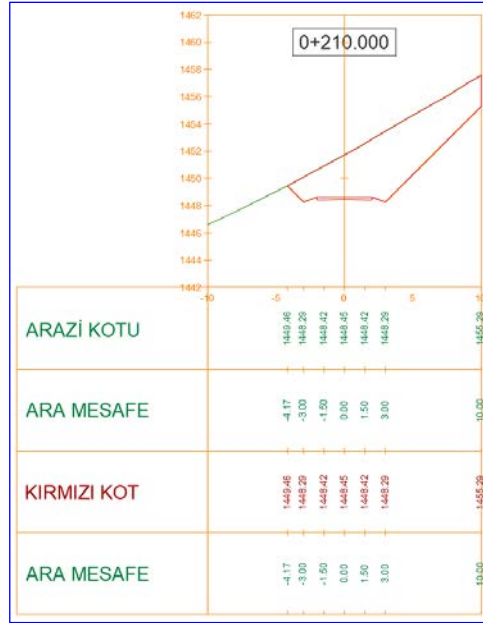 1462
0+210.000
1460
1458
1456
1454
1452
1450
1448
1446
1444
1442
-10 -5 0 5 10
ARAZİ KOTU 1449.46 1448.29 1448.42 1448.45 1448.42 1448.29 1455.29
ARA MESAFE -4.17 -3.00 -1.50 0.00 1.50 3.00 10.00
KIRMIZI KOT 1449.46 1448.29 1448.42 1448.45 1448.42 1448.29 1455.29
ARA MESAFE -4.17 -3.00 -1.50 0.00 1.50 3.00 10.00